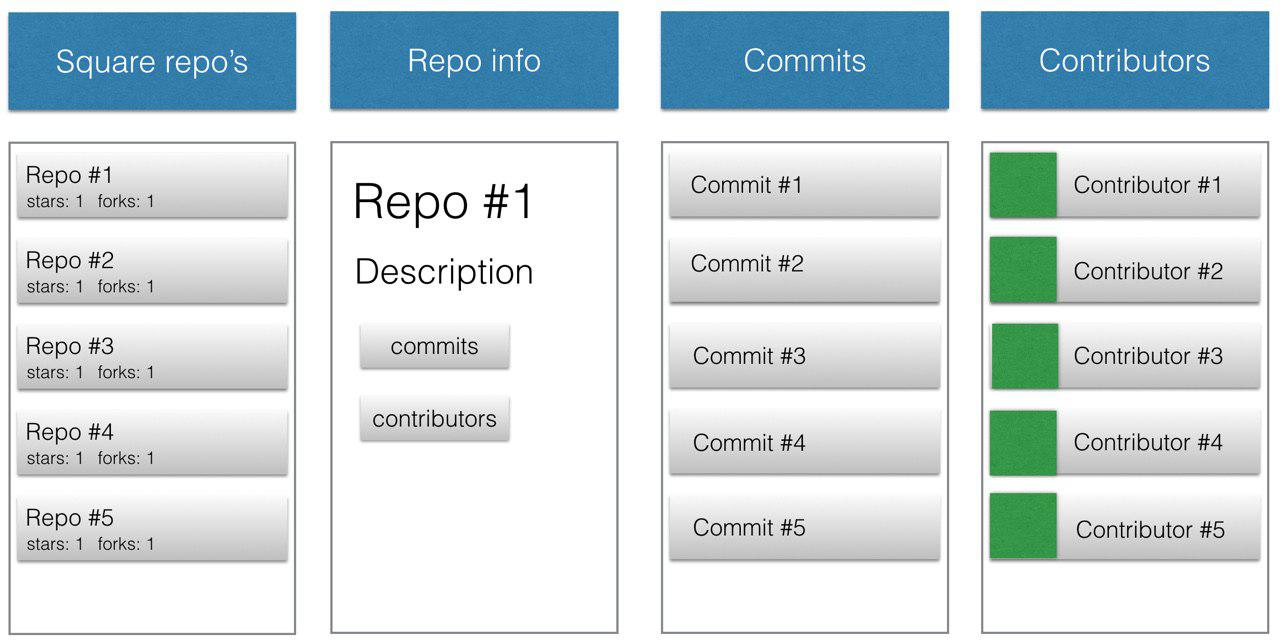 Square repo’s
Repo #1
stars: 1 forks: 1
Repo #2
stars: 1 forks: 1
Repo #3
stars: 1 forks: 1
Repo #4
stars: 1 forks: 1
Repo #5
stars: 1 forks: 1
Repo info
Repo #1
Description
commits
contributors
Commits
Commit #1
Commit #2
Commit #3
Commit #4
Commit #5
Contributors
Contributor #1
Contributor #2
Contributor #3
Contributor #4
Contributor #5